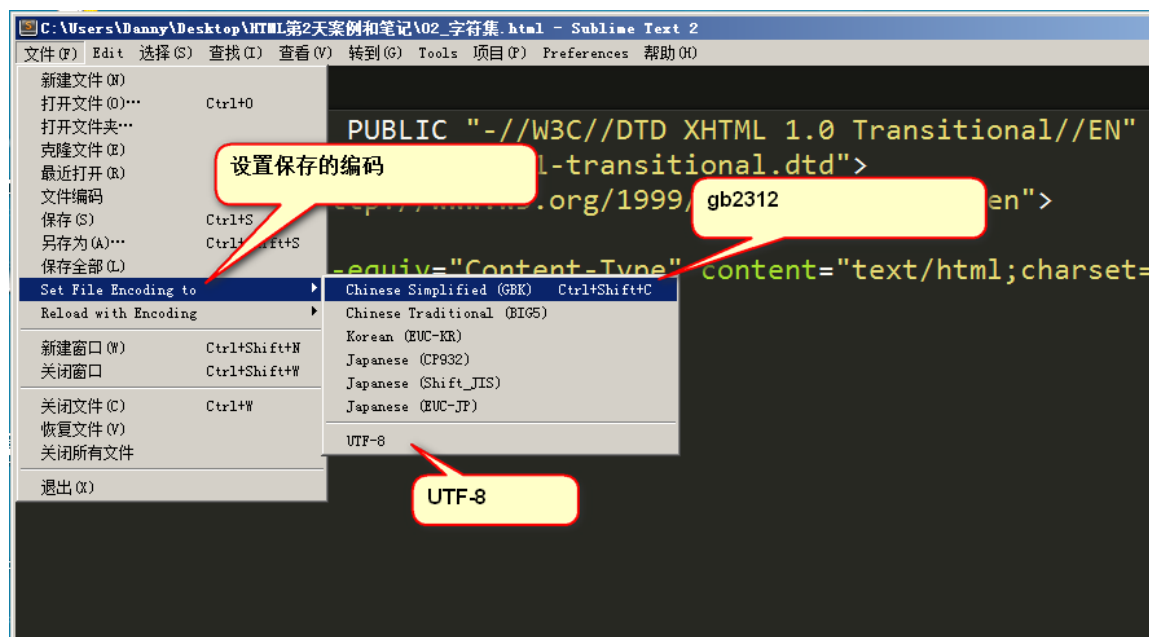 C:\Users\Danny\Desktop\HTML第2天案例和笔记\02_字符集.html - Sublime Text 2
文件(F) Edit 选择(S) 查找(I) 查看(V) 转到(G) Tools 项目(P) Preferences 帮助(H)
新建文件(N)
打开文件(O)… Ctrl+O
打开文件夹…
克隆文件(E)
最近打开(R)
文件编码
保存(S) Ctrl+S
另存为(A)… Ctrl+Shift+S
保存全部(L)
Set File Encoding to
Reload with Encoding
新建窗口(W) Ctrl+Shift+N
关闭窗口 Ctrl+Shift+W
关闭文件(C) Ctrl+W
恢复文件(V)
关闭所有文件
退出(X)
PUBLIC "-//W3C//DTD XHTML 1.0 Transitional//EN"
l-transitional.dtd">
.org/1999/ en">
-equiv="Content-Type" content="text/html;charset=
设置保存的编码
gb2312
Chinese Simplified (GBK) Ctrl+Shift+C
Chinese Traditional (BIG5)
Korean (EUC-KR)
Japanese (CP932)
Japanese (Shift_JIS)
Japanese (EUC-JP)
UTF-8
UTF-8